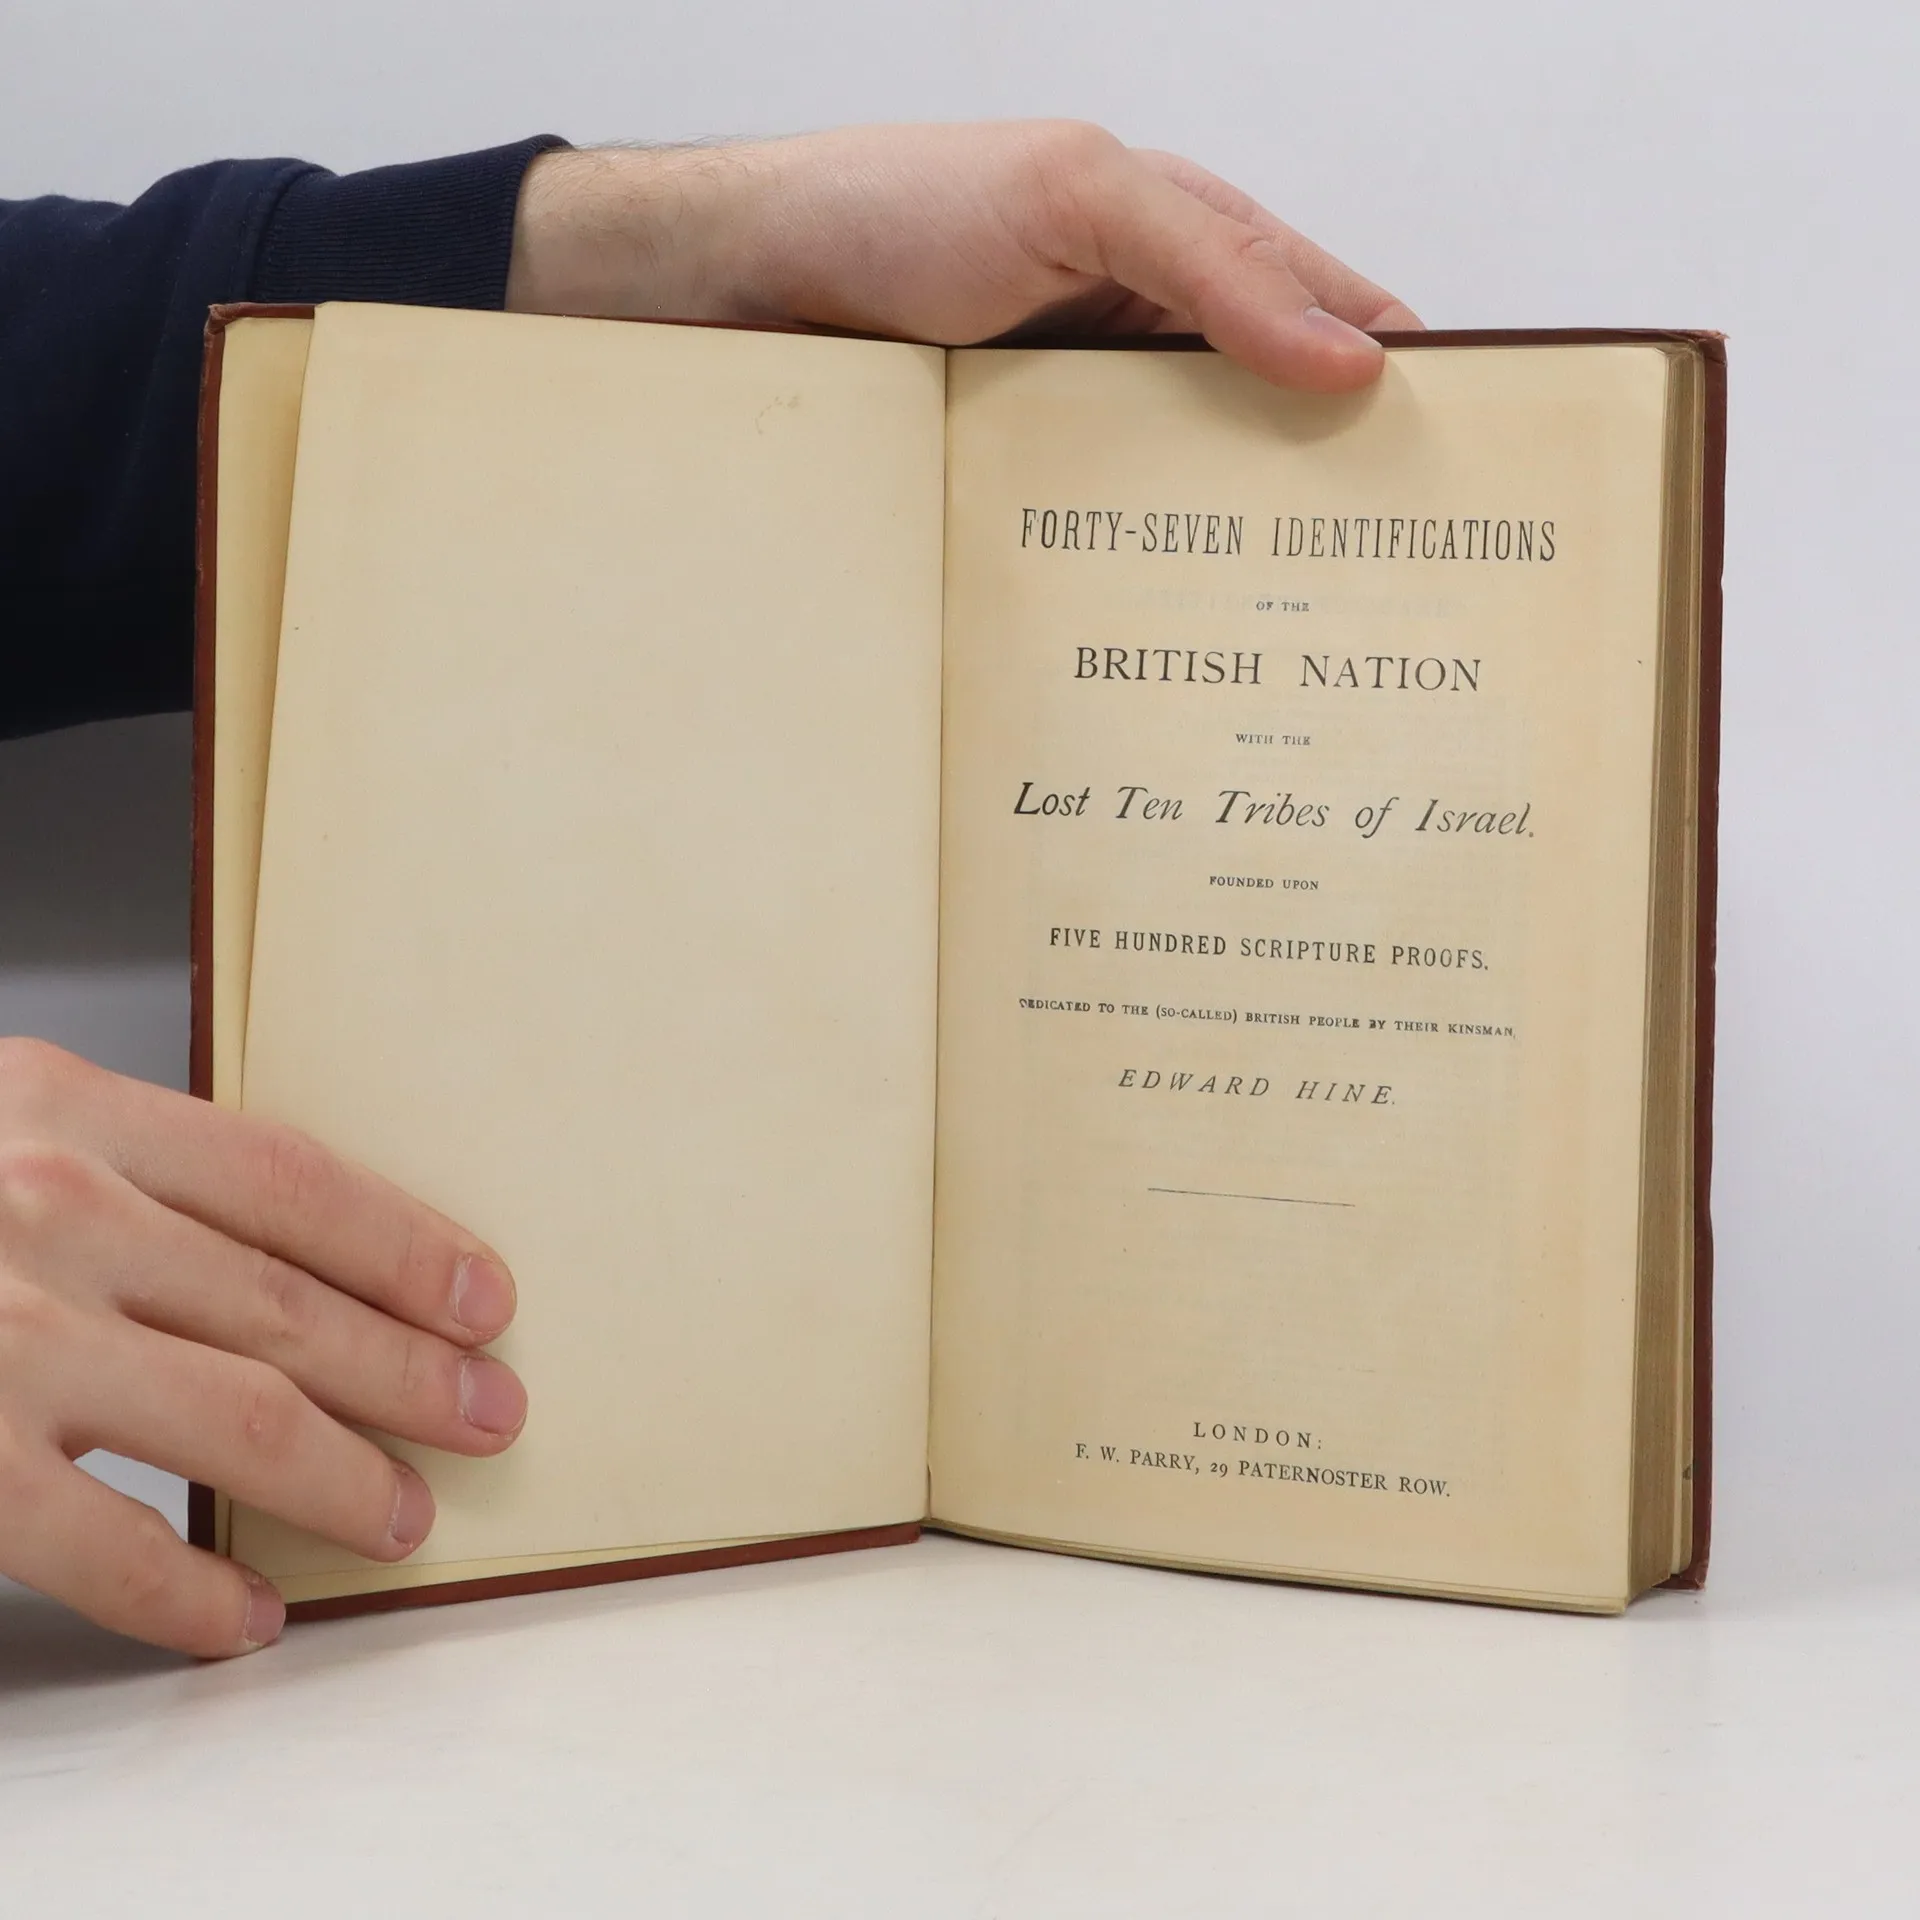 FORTY-SEVEN IDENTIFICATIONS
OF THE
BRITISH NATION
WITH THE
Lost Ten Tribes of Israel.
FOUNDED UPON
FIVE HUNDRED SCRIPTURE PROOFS.
DEDICATED TO THE (SO-CALLED) BRITISH PEOPLE BY THEIR KINSMAN,
EDWARD HINE.
LONDON:
F. W. PARRY, 29 PATERNOSTER ROW.